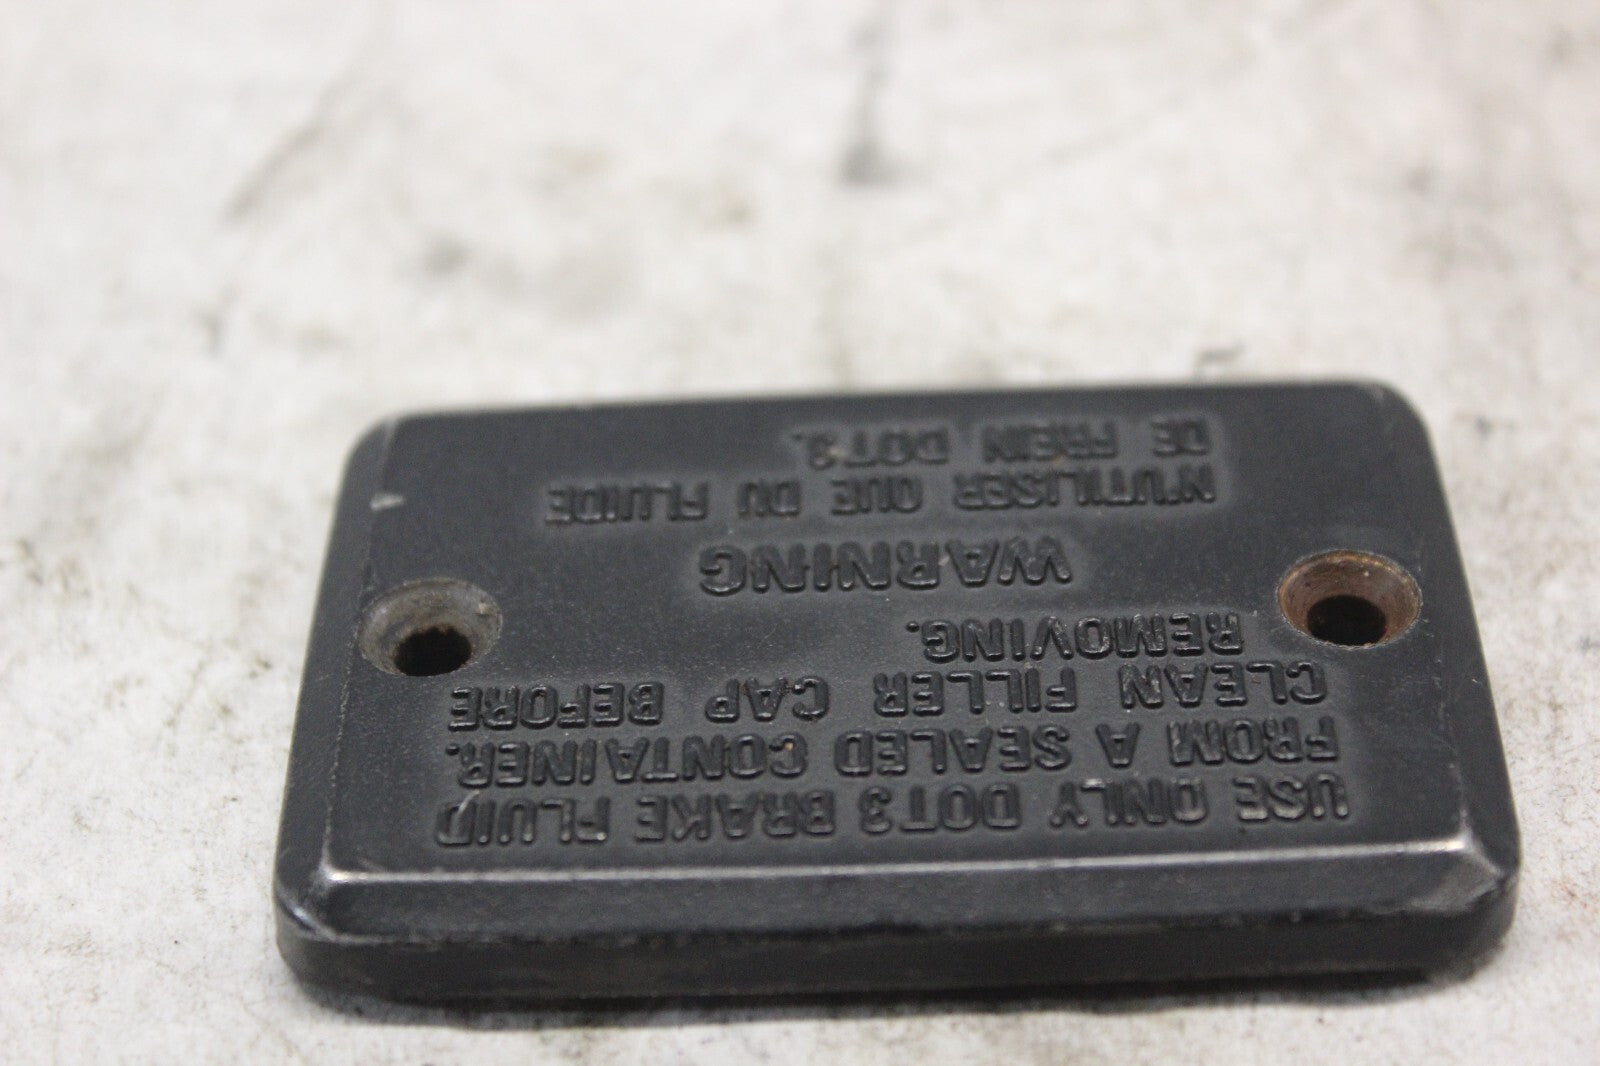 USE ONLY DOT3 BRAKE FLUID
FROM A SEALED CONTAINER.
CLEAN FILLER CAP BEFORE
REMOVING.
WARNING
N'UTILISER QUE DU FLUIDE
DE FREIN DOT3.